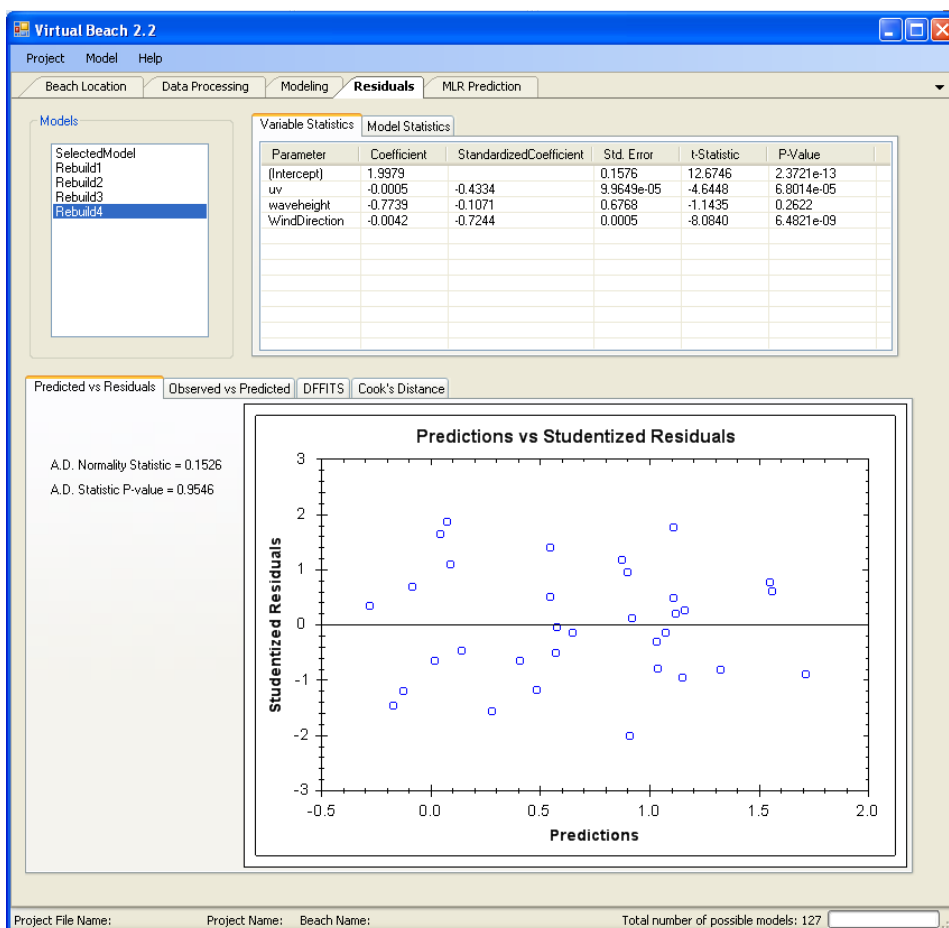 Virtual Beach 2.2
Project Model Help
Beach Location Data Processing Modeling Residuals MLR Prediction
Models
SelectedModel
Rebuild1
Rebuild2
Rebuild3
Rebuild4
Variable Statistics Model Statistics
Parameter Coefficient StandardizedCoefficient Std. Error t-Statistic P-Value
(Intercept) 1.9979 0.1576 12.6746 2.3721e-13
uv -0.0005 -0.4334 9.9649e-05 -4.6448 6.8014e-05
waveheight -0.7739 -0.1071 0.6768 -1.1435 0.2622
WindDirection -0.0042 -0.7244 0.0005 -8.0840 6.4821e-09
Predicted vs Residuals Observed vs Predicted DFFITS Cook's Distance
A.D. Normality Statistic = 0.1526
A.D. Statistic P-value = 0.9546
Predictions vs Studentized Residuals
Studentized Residuals
3
2
1
0
-1
-2
-3
-0.5 0.0 0.5 1.0 1.5 2.0
Predictions
Project File Name: Project Name: Beach Name: Total number of possible models: 127